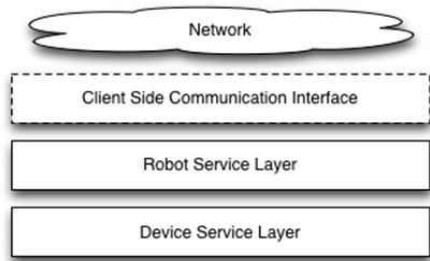 Network
Client Side Communication Interface
Robot Service Layer
Device Service Layer